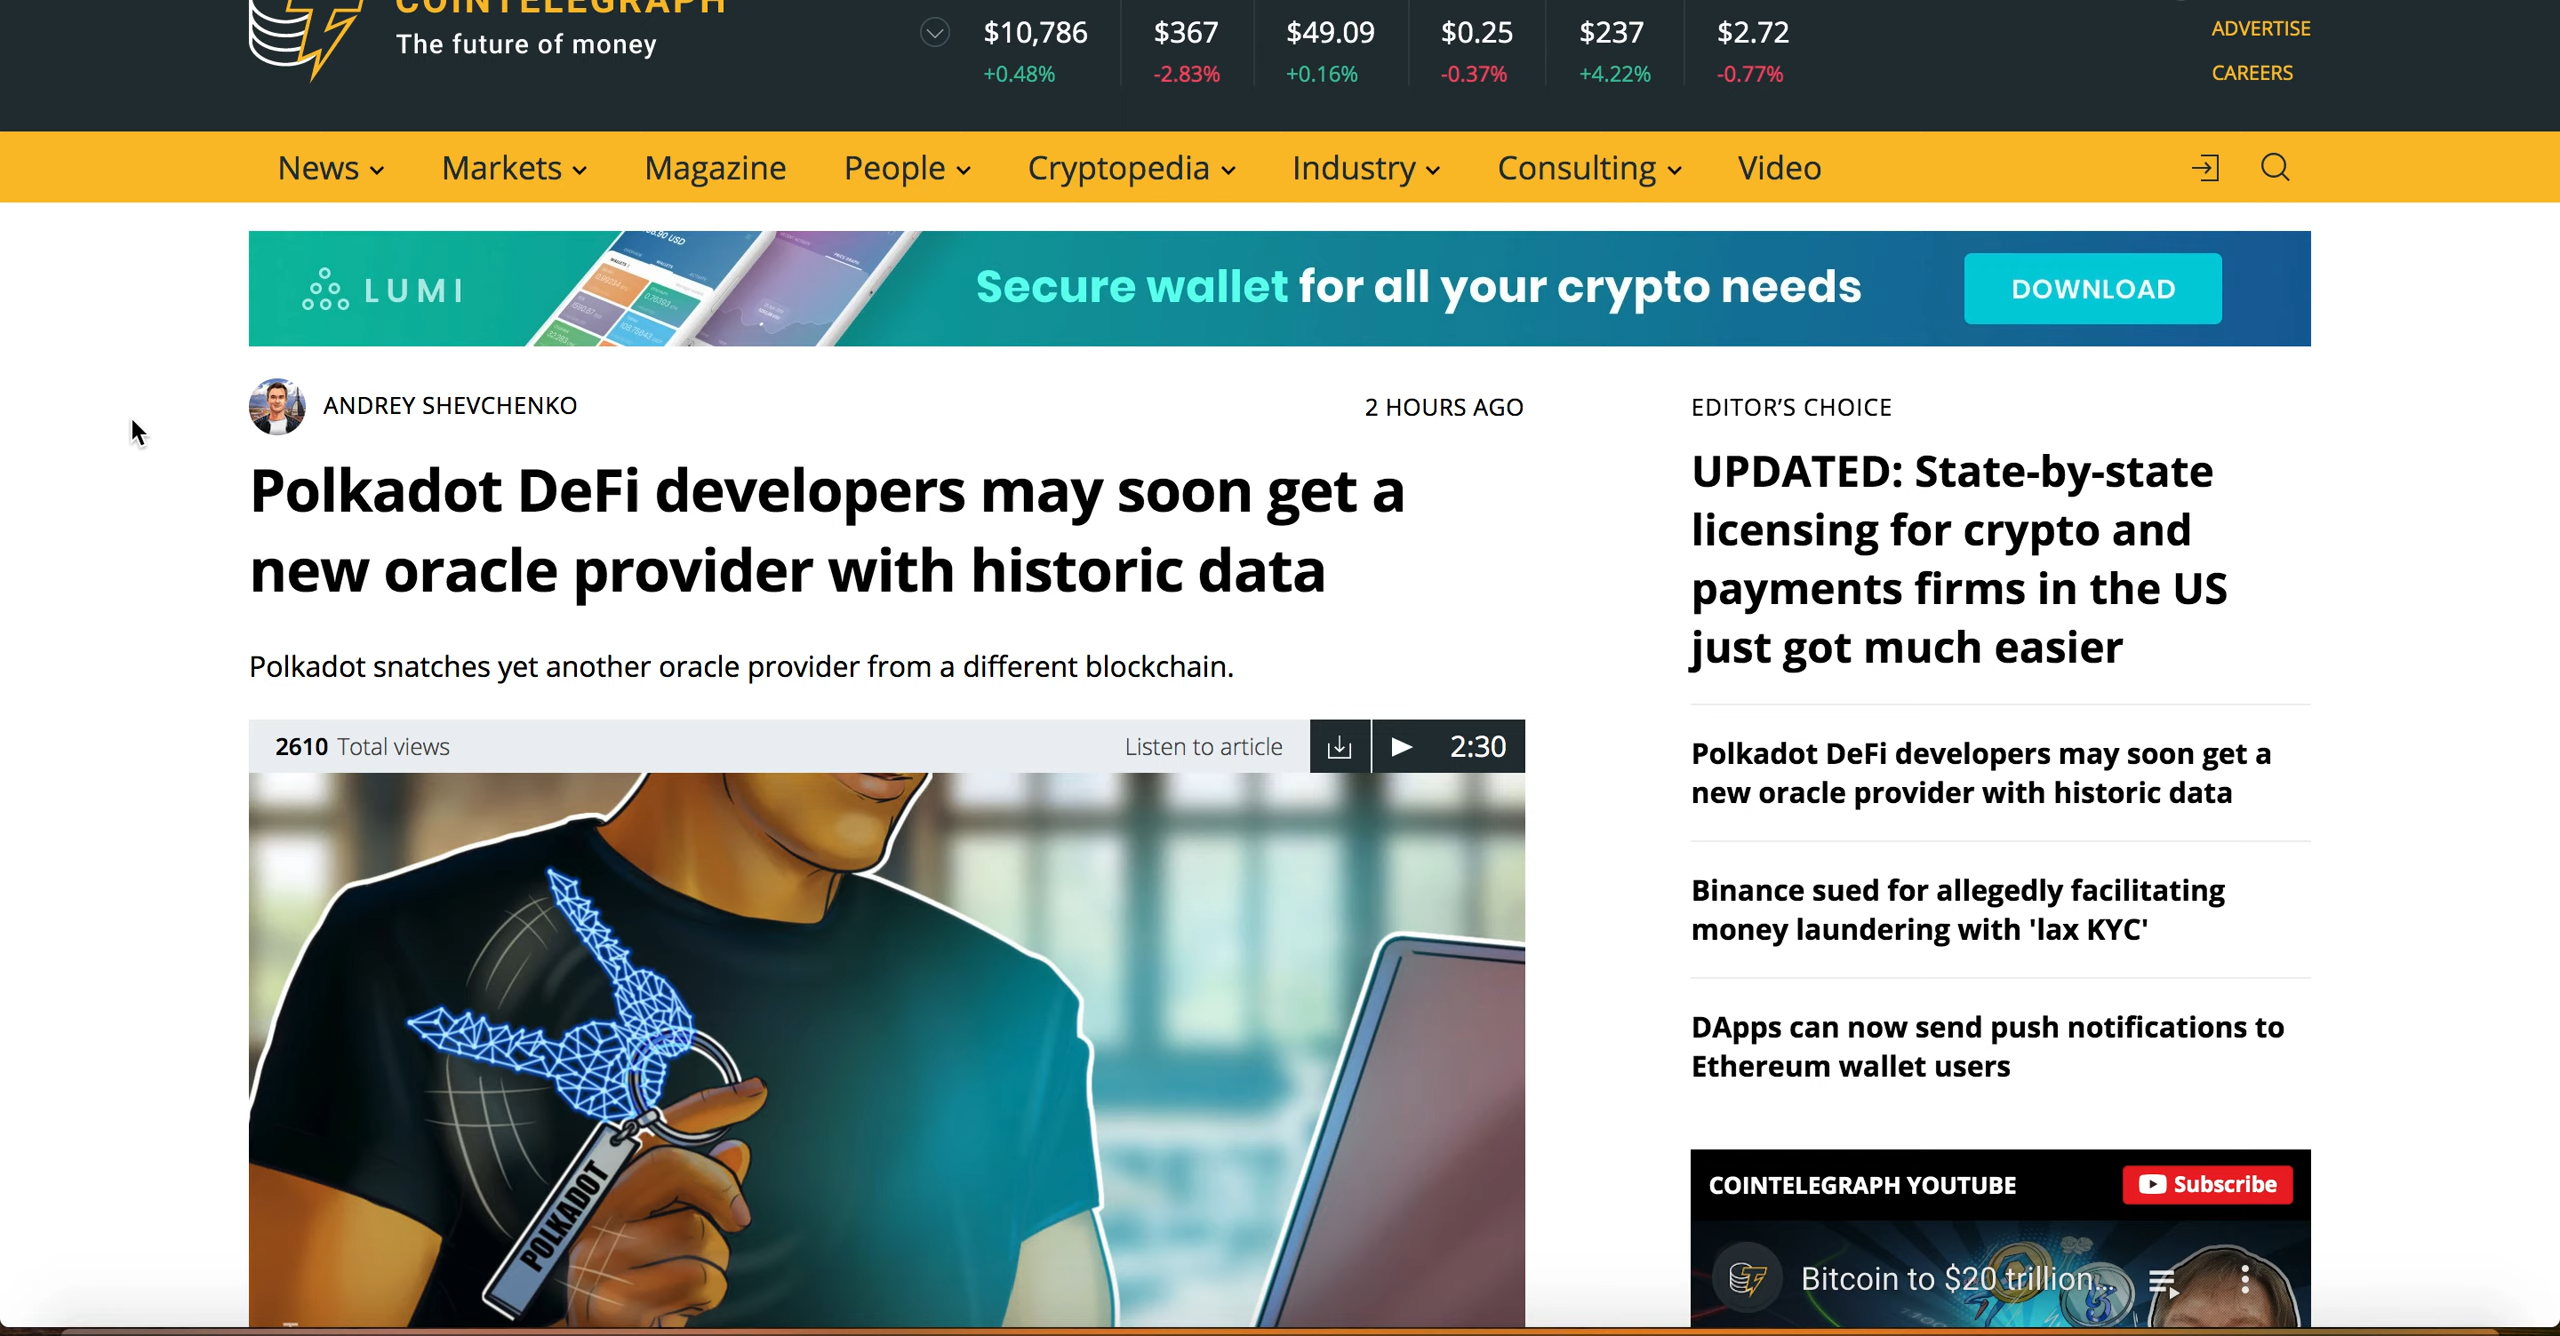 COINTELEGRAPH
The future of money
$10,786 $367 $49.09 $0.25 $237 $2.72
+0.48% -2.83% +0.16% -0.37% +4.22% -0.77%
ADVERTISE
CAREERS
News Markets Magazine People Cryptopedia Industry Consulting Video
LUMI
Secure wallet for all your crypto needs
DOWNLOAD
ANDREY SHEVCHENKO
2 HOURS AGO
Polkadot DeFi developers may soon get a
new oracle provider with historic data
Polkadot snatches yet another oracle provider from a different blockchain.
2610 Total views
Listen to article
2:30
POLKADOT
EDITOR'S CHOICE
UPDATED: State-by-state
licensing for crypto and
payments firms in the US
just got much easier
Polkadot DeFi developers may soon get a
new oracle provider with historic data
Binance sued for allegedly facilitating
money laundering with 'lax KYC'
DApps can now send push notifications to
Ethereum wallet users
COINTELEGRAPH YOUTUBE
Subscribe
Bitcoin to $20 trillion...